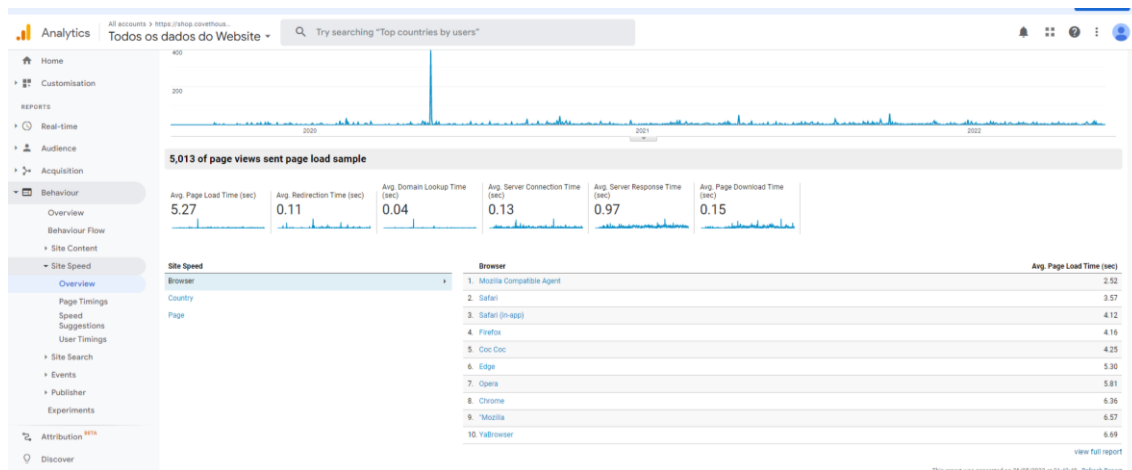 Analytics
All accounts > https://shop.covethous..
Todos os dados do Website
Try searching "Top countries by users"
Home
Customisation
REPORTS
Real-time
Audience
Acquisition
Behaviour
Overview
Behaviour Flow
Site Content
Site Speed
Overview
Page Timings
Speed
Suggestions
User Timings
Site Search
Events
Publisher
Experiments
Attribution BETA
Discover
400
200
2020 2021 2022
5,013 of page views sent page load sample
Avg. Page Load Time (sec)
5.27
Avg. Redirection Time (sec)
0.11
Avg. Domain Lookup Time
(sec)
0.04
Avg. Server Connection Time
(sec)
0.13
Avg. Server Response Time
(sec)
0.97
Avg. Page Download Time
(sec)
0.15
Site Speed
Browser
Country
Page
Browser Avg. Page Load Time (sec)
1. Mozilla Compatible Agent 2.52
2. Safari 3.57
3. Safari (in-app) 4.12
4. Firefox 4.16
5. Coc Coc 4.25
6. Edge 5.30
7. Opera 5.81
8. Chrome 6.36
9. "Mozilla 6.57
10. YaBrowser 6.69
view full report